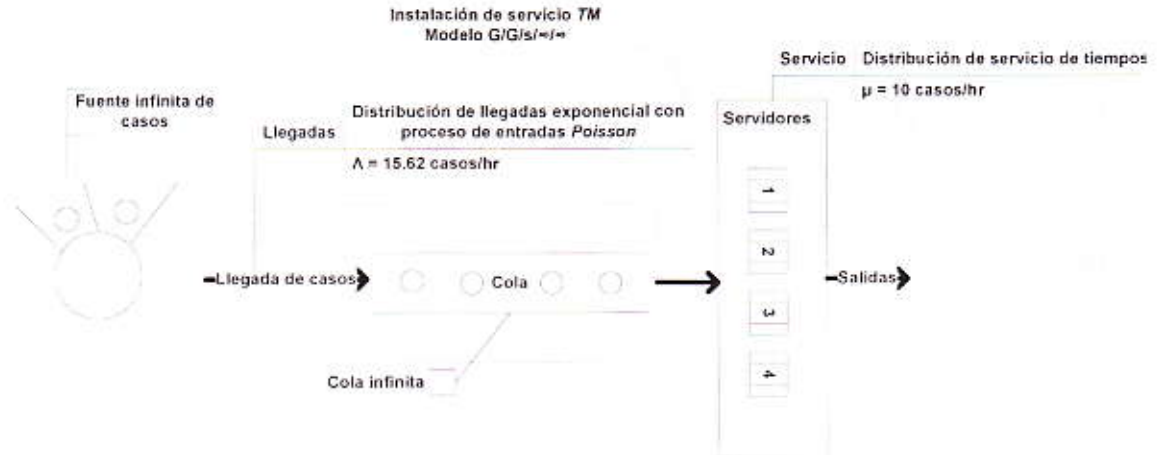 Instalación de servicio TM
Modelo G/G/s/∞/∞
Servicio Distribución de servicio de tiempos
μ = 10 casos/hr
Fuente infinita de
casos
Llegadas
Distribución de llegadas exponencial con
proceso de entradas Poisson
Λ = 15.62 casos/hr
Servidores
1
2
3
4
Llegada de casos
Cola
Salidas
Cola infinita